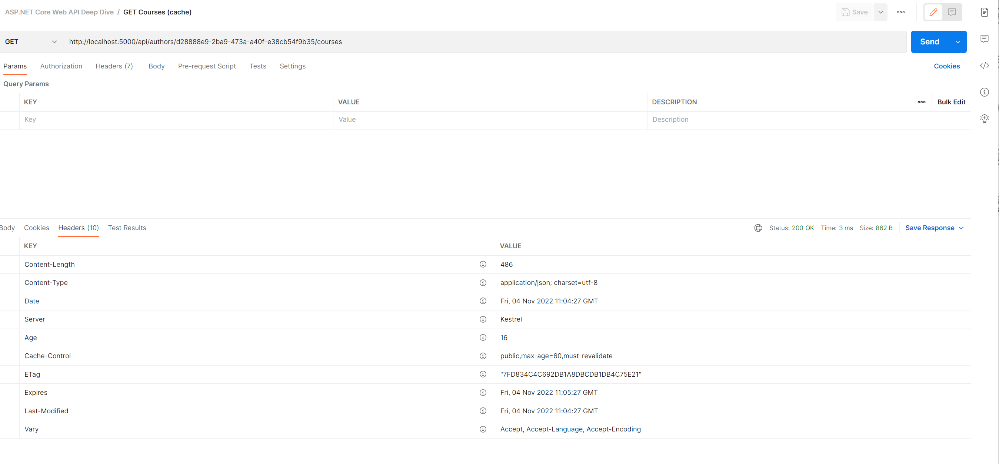 ASP.NET Core Web API Deep Dive / GET Courses (cache)
Save
GET http://localhost:5000/api/authors/d28888e9-2ba9-473a-a40f-e38cb54f9b35/courses Send
Params Authorization Headers (7) Body Pre-request Script Tests Settings Cookies
Query Params
KEY VALUE DESCRIPTION Bulk Edit
Key Value Description
Body Cookies Headers (10) Test Results Status: 200 OK Time: 3 ms Size: 862 B Save Response
KEY VALUE
Content-Length 486
Content-Type application/json; charset=utf-8
Date Fri, 04 Nov 2022 11:04:27 GMT
Server Kestrel
Age 16
Cache-Control public,max-age=60,must-revalidate
ETag "7FD834C4C692DB1A8DBCDB1DB4C75E21"
Expires Fri, 04 Nov 2022 11:05:27 GMT
Last-Modified Fri, 04 Nov 2022 11:04:27 GMT
Vary Accept, Accept-Language, Accept-Encoding